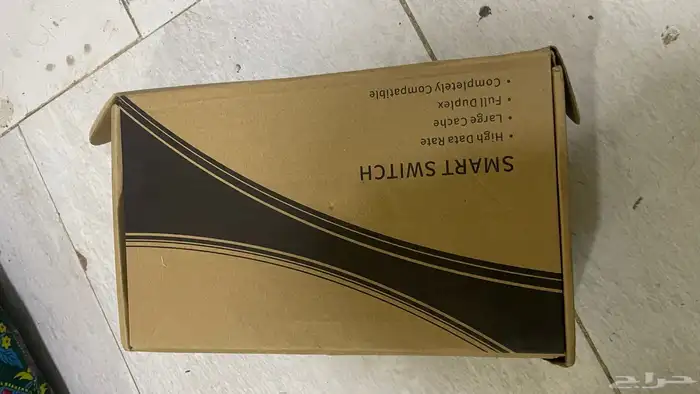 SMART SWITCH
• High Data Rate
• Large Cache
• Full Duplex
• Completely Compatible
حراج